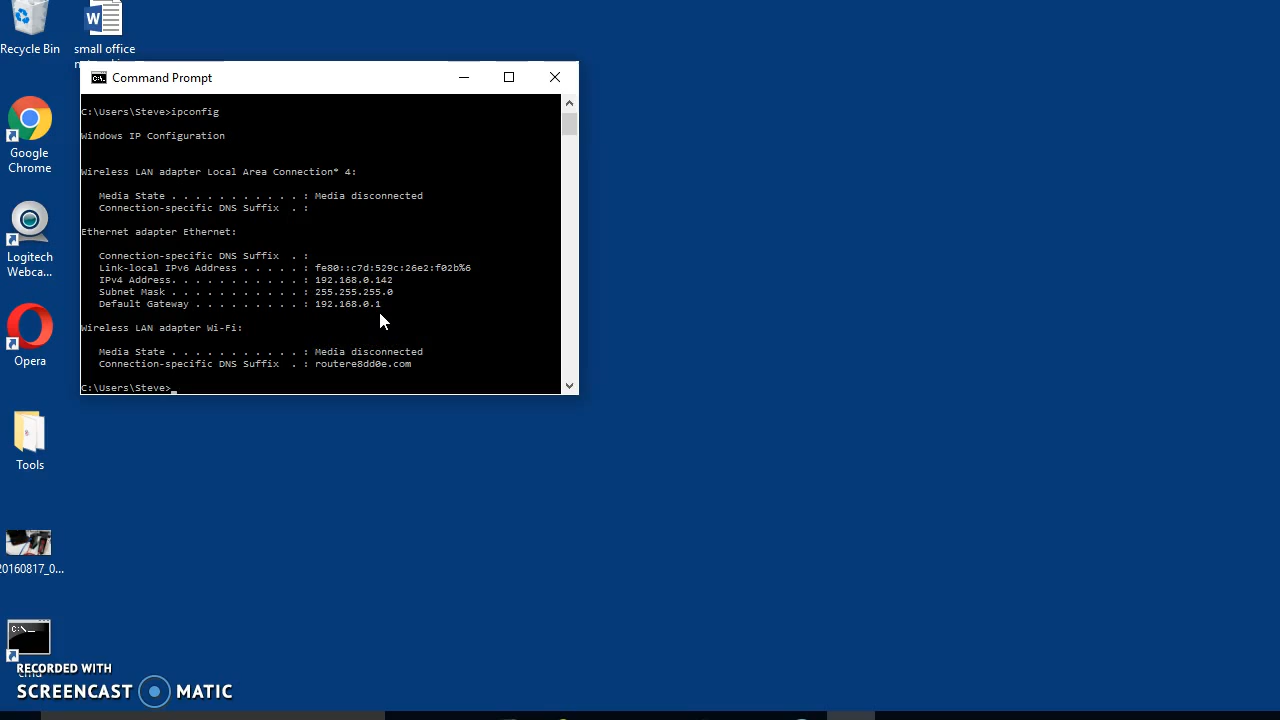 Recycle Bin
small office
Google
Chrome
Logitech
Webca...
Opera
Tools
20160817_0...
Command Prompt
C:\Users\Steve>ipconfig
Windows IP Configuration
Wireless LAN adapter Local Area Connection* 4:
Media State . . . . . . . . . . . : Media disconnected
Connection-specific DNS Suffix  . :
Ethernet adapter Ethernet:
Connection-specific DNS Suffix  . :
Link-local IPv6 Address . . . . . : fe80::c7d:529c:26e2:f02b%6
IPv4 Address. . . . . . . . . . . : 192.168.0.142
Subnet Mask . . . . . . . . . . . : 255.255.255.0
Default Gateway . . . . . . . . . : 192.168.0.1
Wireless LAN adapter Wi-Fi:
Media State . . . . . . . . . . . : Media disconnected
Connection-specific DNS Suffix  . : routere8dd0e.com
C:\Users\Steve>
RECORDED WITH
SCREENCAST MATIC